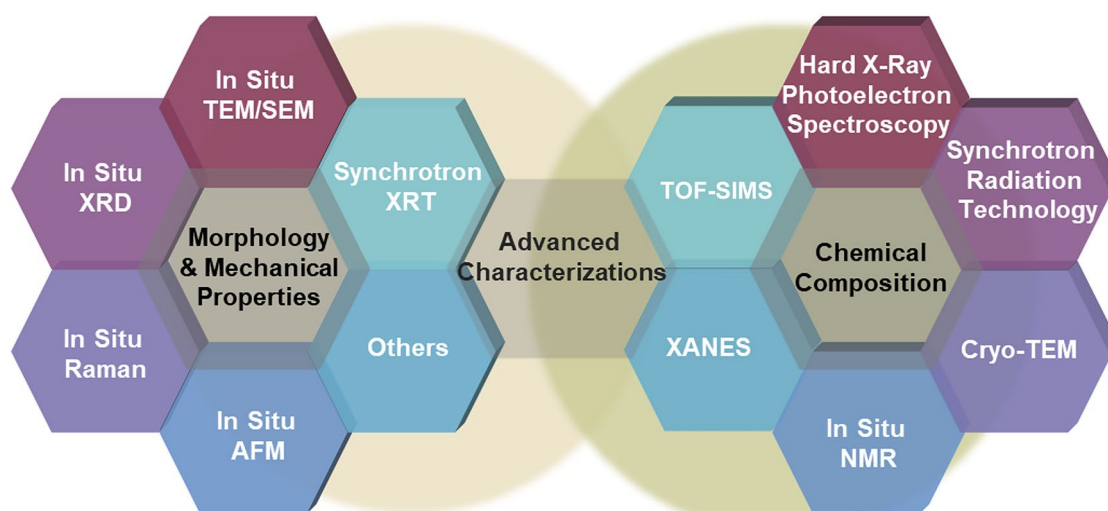 In Situ
TEM/SEM
In Situ
XRD
Synchrotron
XRT
Morphology
& Mechanical
Properties
In Situ
Raman
Others
In Situ
AFM
Advanced
Characterizations
Hard X-Ray
Photoelectron
Spectroscopy
TOF-SIMS
Synchrotron
Radiation
Technology
Chemical
Composition
XANES
Cryo-TEM
In Situ
NMR